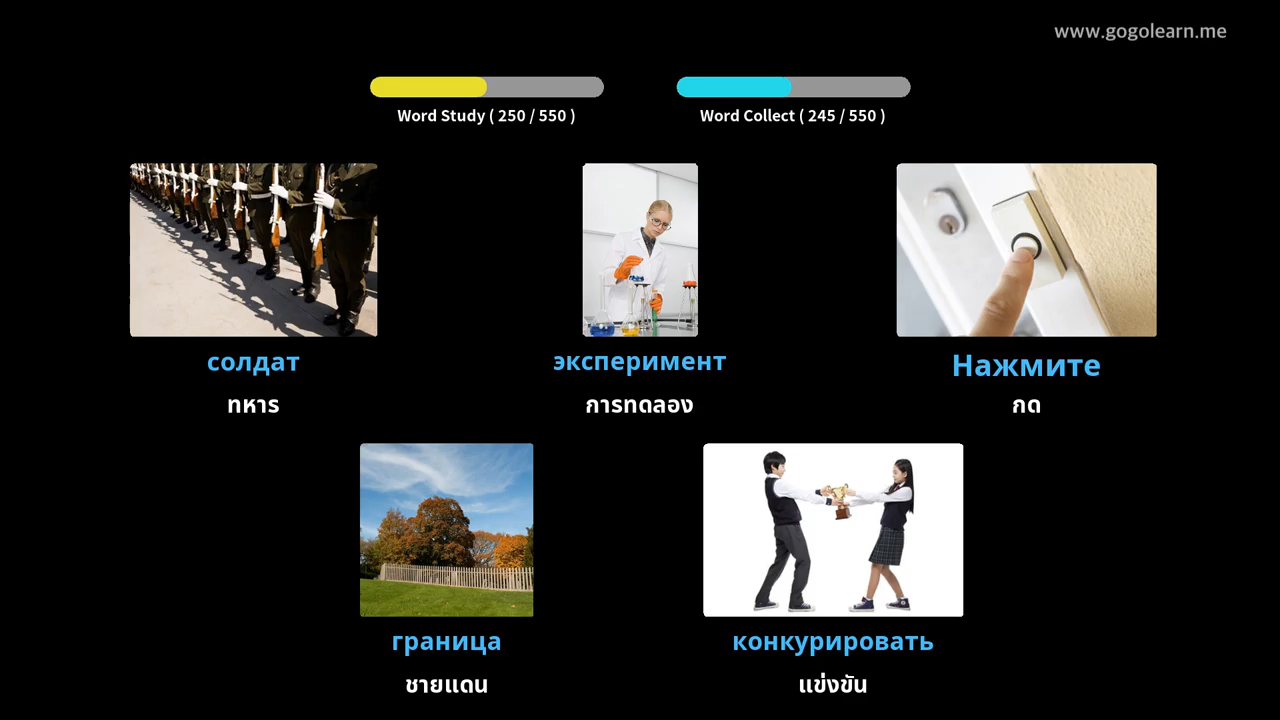 www.gogolearn.me
Word Study ( 250 / 550 )
Word Collect ( 245 / 550 )
солдат
ทหาร
эксперимент
การทดลอง
Нажмите
กด
граница
ชายแดน
конкурировать
แข่งขัน